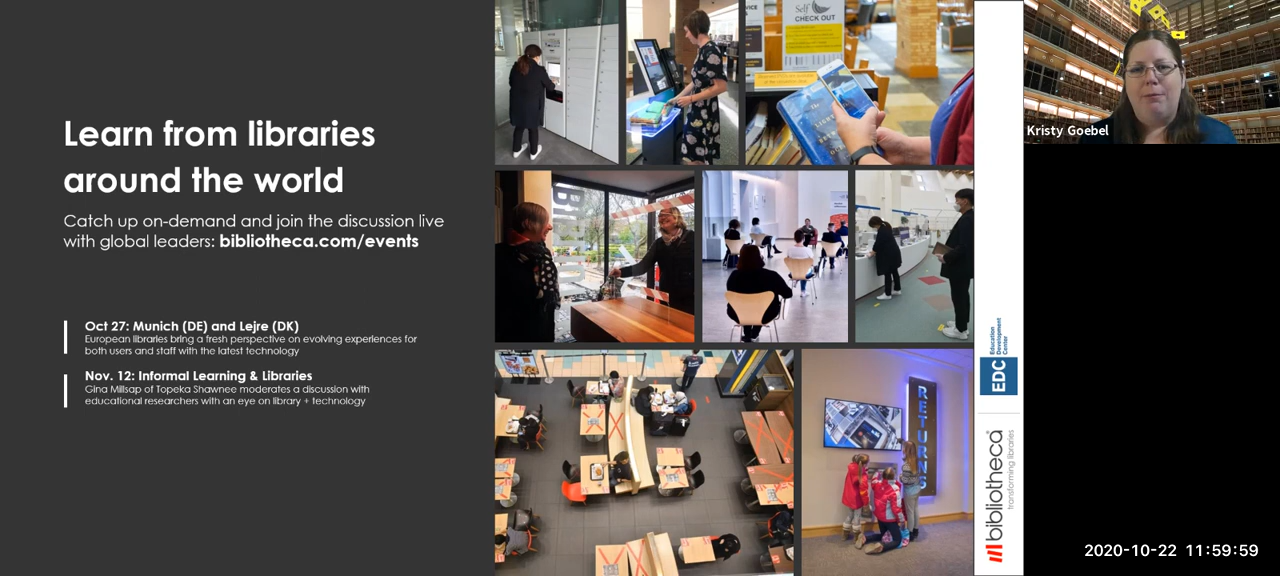 Learn from libraries
around the world
Catch up on-demand and join the discussion live
with global leaders: bibliotheca.com/events
Oct 27: Munich (DE) and Lejre (DK)
European libraries bring a fresh perspective on evolving experiences for
both users and staff with the latest technology
Nov. 12: Informal Learning & Libraries
Gina Millsap of Topeka Shawnee moderates a discussion with
educational researchers with an eye on library + technology
Self
CHECK OUT
RETURNS
EDC
Education
Development
Center
bibliotheca
transforming libraries
Kristy Goebel
2020-10-22 11:59:59